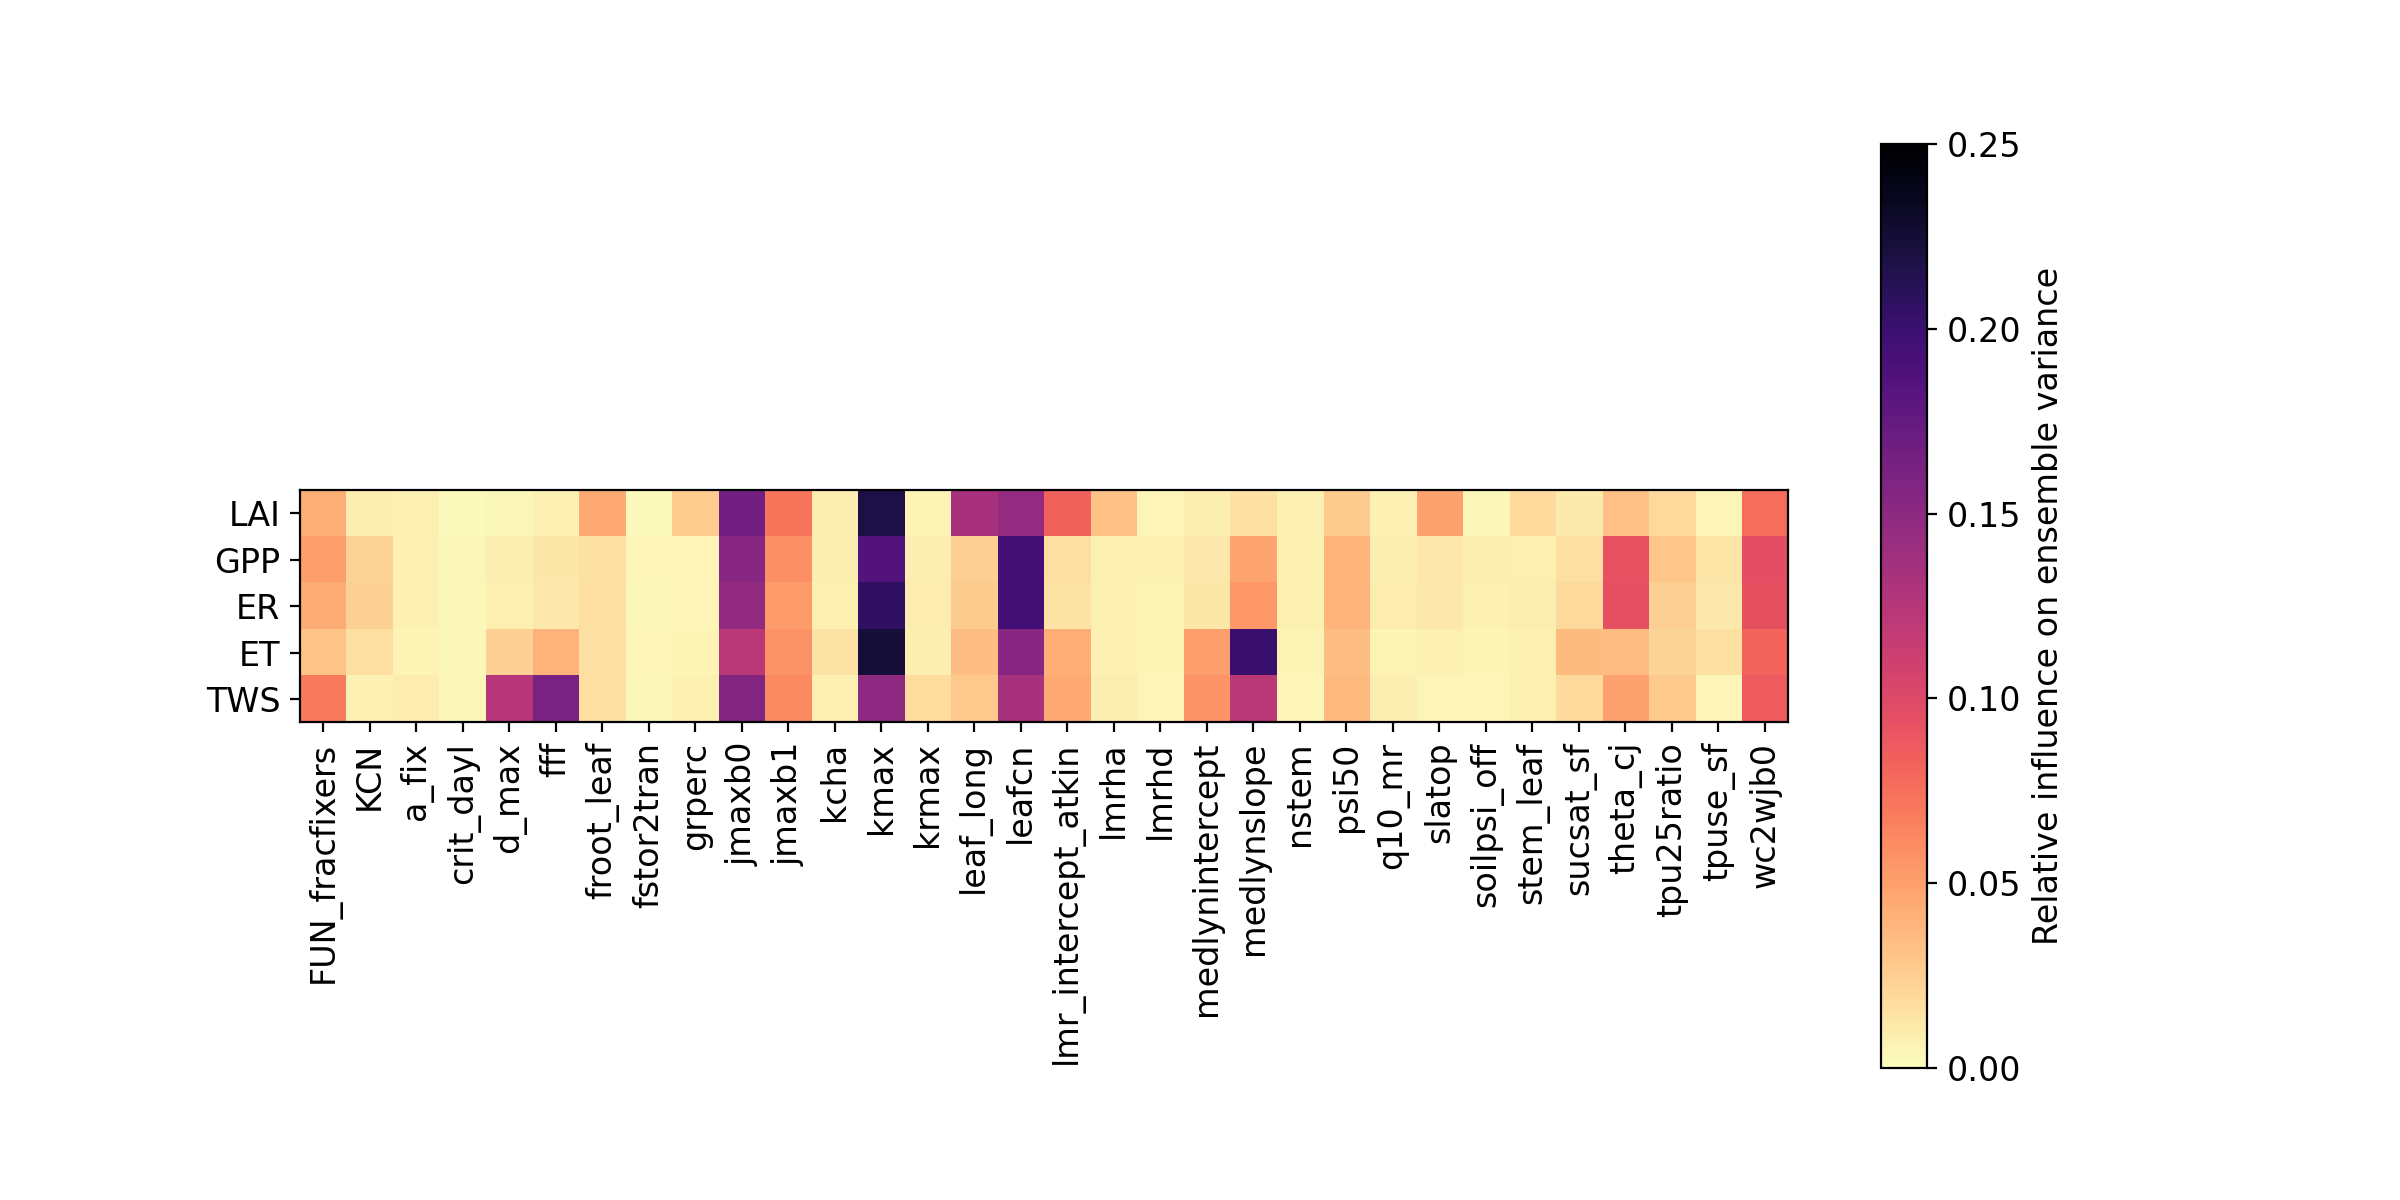 LAI
GPP
ER
ET
TWS
FUN_fracfixers
KCN
a_fix
crit_dayl
d_max
fff
froot_leaf
fstor2tran
grperc
jmaxb0
jmaxb1
kcha
kmax
krmax
leaf_long
leafcn
lmr_intercept_atkin
lmrha
lmrhd
medlynintercept
medlynslope
nstem
psi50
q10_mr
slatop
soilpsi_off
stem_leaf
sucsat_sf
theta_cj
tpu25ratio
tpuse_sf
wc2wjb0
0.25
0.20
0.15
0.10
0.05
0.00
Relative influence on ensemble variance